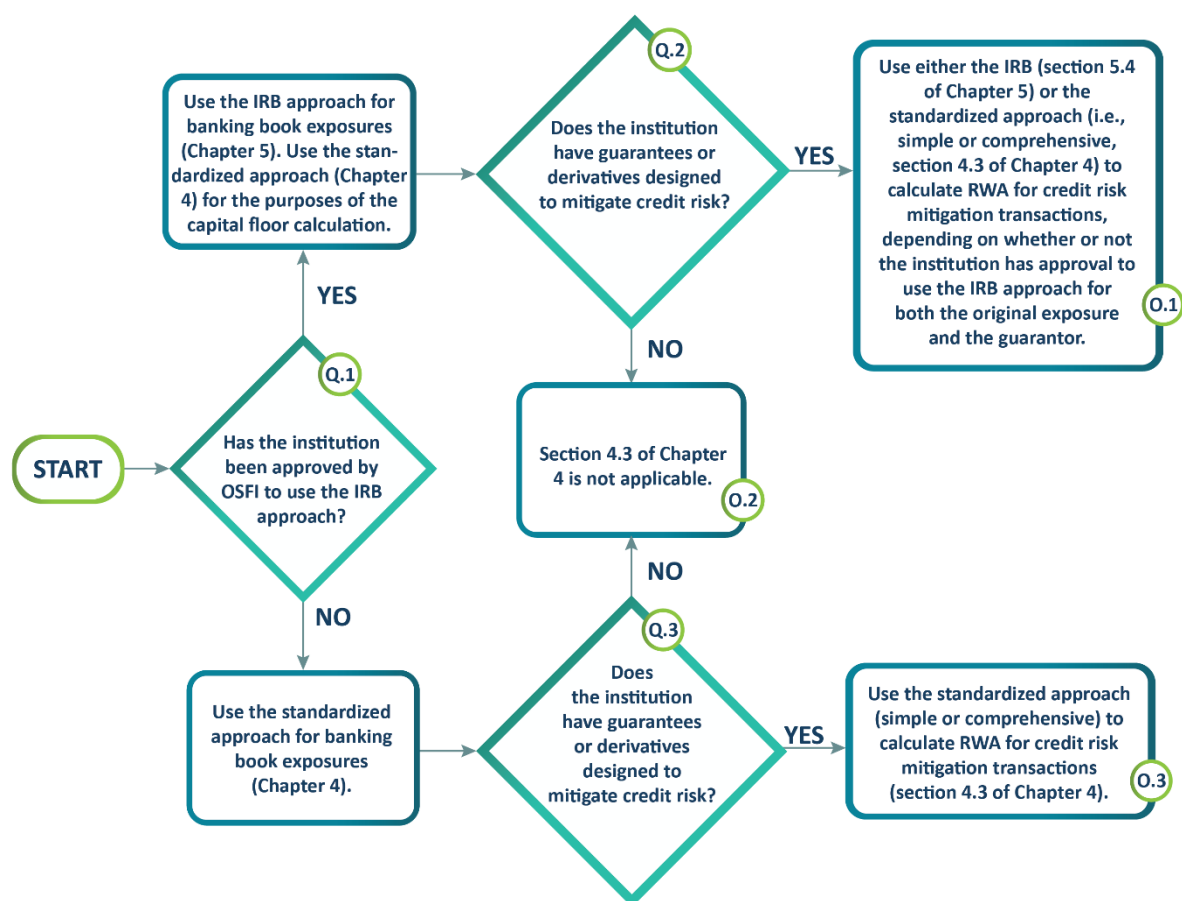 START
Q.1
Has the institution
been approved by
OSFI to use the IRB
approach?
YES
Use the IRB approach for
banking book exposures
(Chapter 5). Use the stan-
dardized approach (Chapter
4) for the purposes of the
capital floor calculation.
Q.2
Does the institution
have guarantees or
derivatives designed
to mitigate credit risk?
YES
Use either the IRB (section 5.4
of Chapter 5) or the
standardized approach (i.e.,
simple or comprehensive,
section 4.3 of Chapter 4) to
calculate RWA for credit risk
mitigation transactions,
depending on whether or not
the institution has approval to
use the IRB approach for
both the original exposure
and the guarantor.
O.1
NO
Section 4.3 of Chapter
4 is not applicable.
O.2
NO
NO
Use the standardized
approach for banking
book exposures
(Chapter 4).
Q.3
Does
the institution
have guarantees
or derivatives
designed to
mitigate credit risk?
YES
Use the standardized approach
(simple or comprehensive) to
calculate RWA for credit risk
mitigation transactions
(section 4.3 of Chapter 4).
O.3